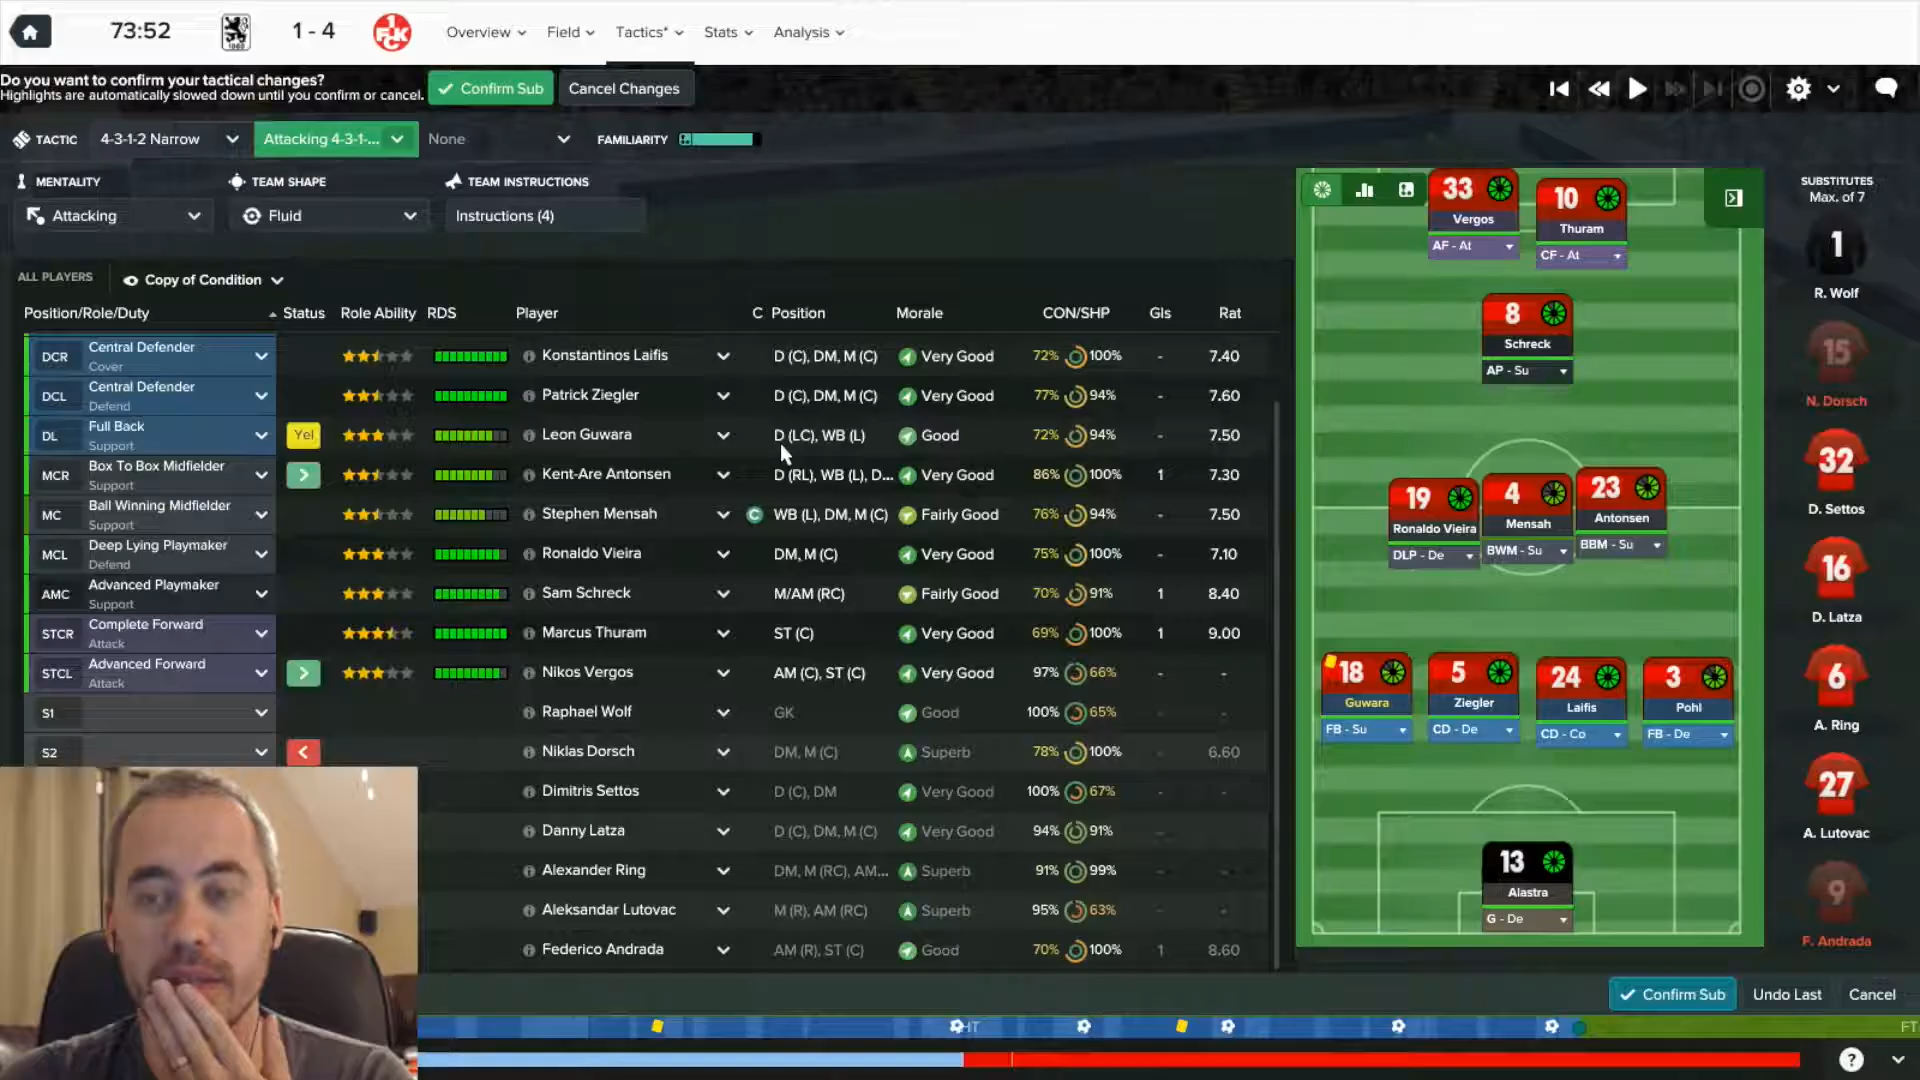 73:52
1860
1 - 4
1
FCK
Overview
Field
Tactics*
Stats
Analysis
Do you want to confirm your tactical changes?
Highlights are automatically slowed down until you confirm or cancel.
Confirm Sub
Cancel Changes
TACTIC
4-3-1-2 Narrow
Attacking 4-3-1-...
None
FAMILIARITY
MENTALITY
TEAM SHAPE
TEAM INSTRUCTIONS
Attacking
Fluid
Instructions (4)
ALL PLAYERS
Copy of Condition
Position/Role/Duty Status Role Ability RDS Player C Position Morale CON/SHP Gls Rat
DCR Central Defender Cover Konstantinos Laifis D (C), DM, M (C) Very Good 72% 100% - 7.40
DCL Central Defender Defend Patrick Ziegler D (C), DM, M (C) Very Good 77% 94% - 7.60
DL Full Back Support Yel Leon Guwara D (LC), WB (L) Good 72% 94% - 7.50
MCR Box To Box Midfielder Support Kent-Are Antonsen D (RL), WB (L), D... Very Good 86% 100% 1 7.30
MC Ball Winning Midfielder Support Stephen Mensah C WB (L), DM, M (C) Fairly Good 76% 94% - 7.50
MCL Deep Lying Playmaker Defend Ronaldo Vieira DM, M (C) Very Good 75% 100% - 7.10
AMC Advanced Playmaker Support Sam Schreck M/AM (RC) Fairly Good 70% 91% 1 8.40
STCR Complete Forward Attack Marcus Thuram ST (C) Very Good 69% 100% 1 9.00
STCL Advanced Forward Attack Nikos Vergos AM (C), ST (C) Very Good 97% 66% - -
S1 Raphael Wolf GK Good 100% 65% - -
S2 Niklas Dorsch DM, M (C) Superb 78% 100% - 6.60
Dimitris Settos D (C), DM Very Good 100% 67% - -
Danny Latza D (C), DM, M (C) Very Good 94% 91% - -
Alexander Ring DM, M (RC), AM... Superb 91% 99% - -
Aleksandar Lutovac M (R), AM (RC) Superb 95% 63% - -
Federico Andrada AM (R), ST (C) Good 70% 100% 1 8.60
33
Vergos
AF - At
10
Thuram
CF - At
8
Schreck
AP - Su
19
Ronaldo Vieira
DLP - De
4
Mensah
BWM - Su
23
Antonsen
BBM - Su
18
Guwara
FB - Su
5
Ziegler
CD - De
24
Laifis
CD - Co
3
Pohl
FB - De
13
Alastra
G - De
SUBSTITUTES
Max. of 7
1
R. Wolf
15
N. Dorsch
32
D. Settos
16
D. Latza
6
A. Ring
27
A. Lutovac
9
F. Andrada
Confirm Sub
Undo Last
Cancel
HT
FT
?